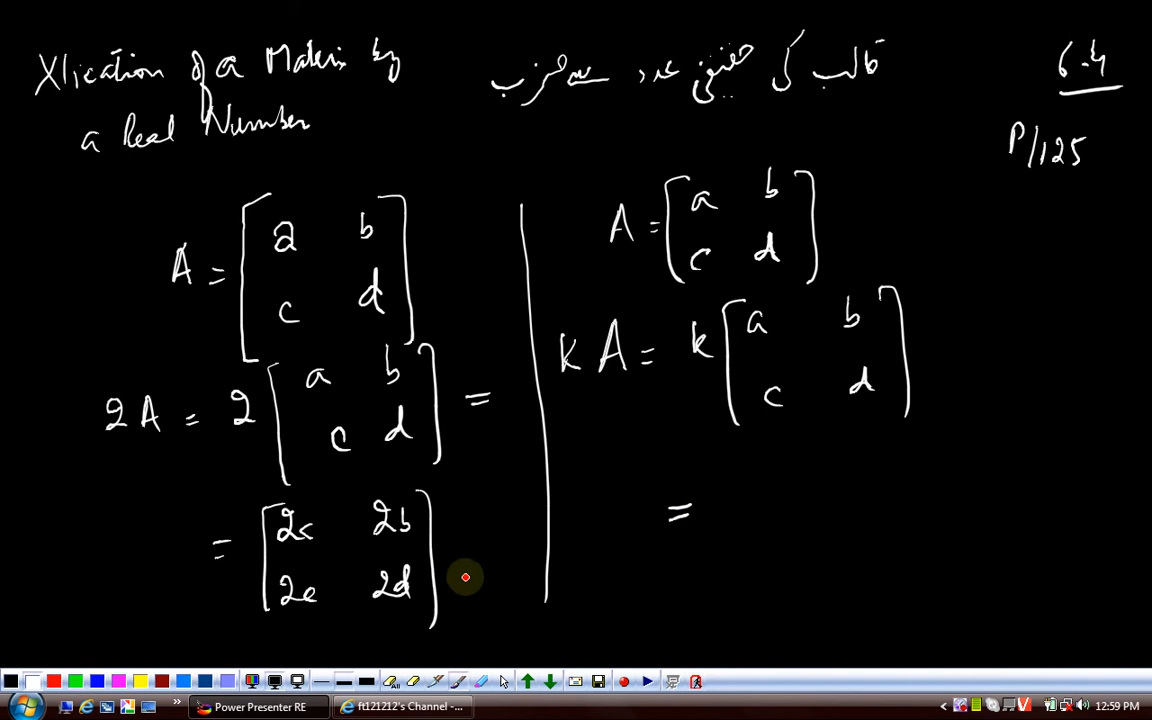 Xlication of a Matrix by
a Real Number
قالب کی حقیقی عدد سے ضرب
6.4
P/125
A = [a b
c d]
2A = 2 [a b
c d] =
= [2a 2b
2c 2d]
A = [a b
c d]
KA = k [a b
c d]
=
Power Presenter RE
ft121212's Channel - ...
12:59 PM